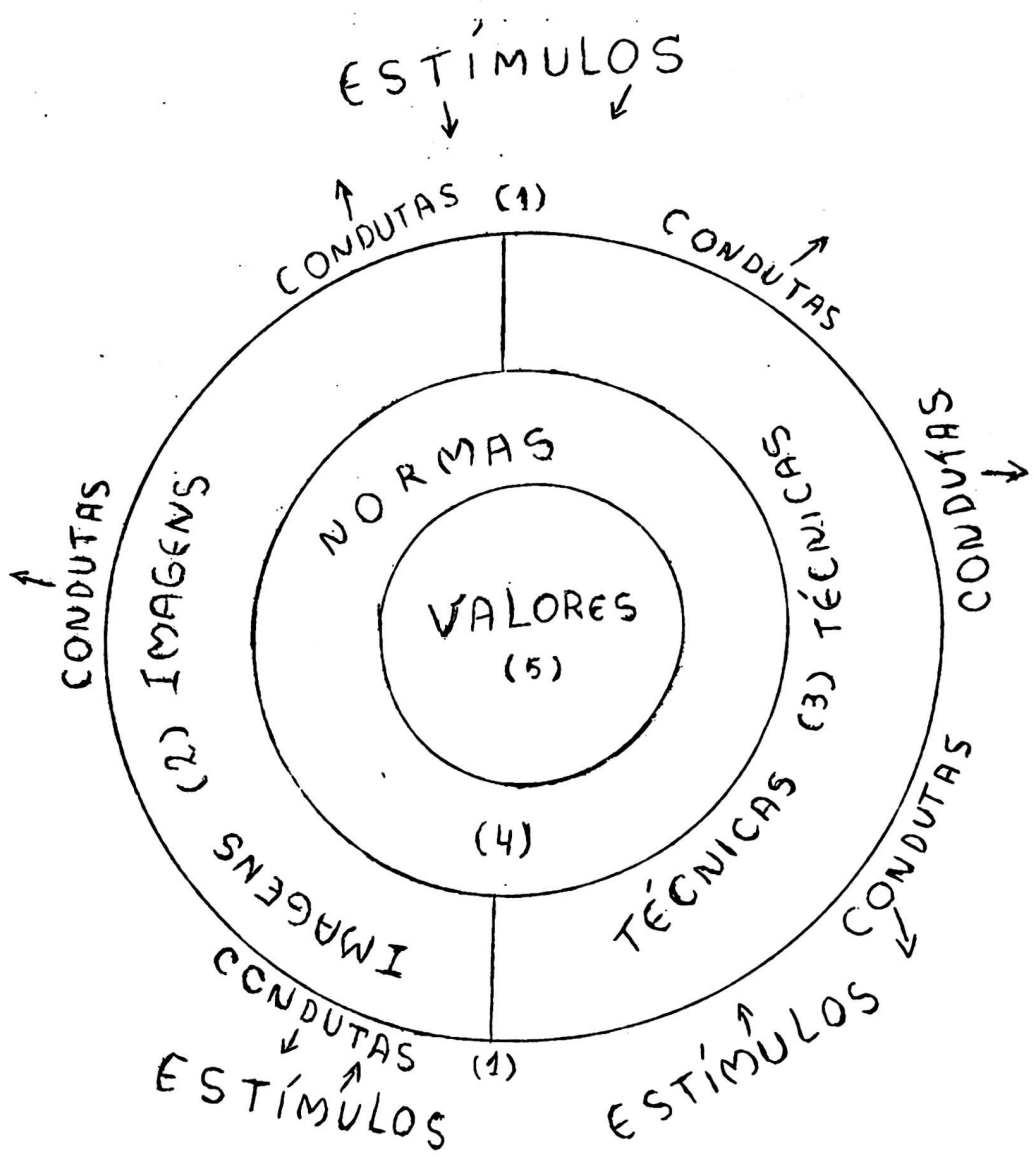 ESTÍMULOS
CONDUTAS (1)
CONDUTAS
CONDUTAS
CONDUTAS
NORMAS
(2) IMAGENS
(3) TÉCNICAS
VALORES
(5)
(4)
IMAGENS
TÉCNICAS
CONDUTAS
CONDUTAS
(1)
ESTÍMULOS
ESTÍMULOS